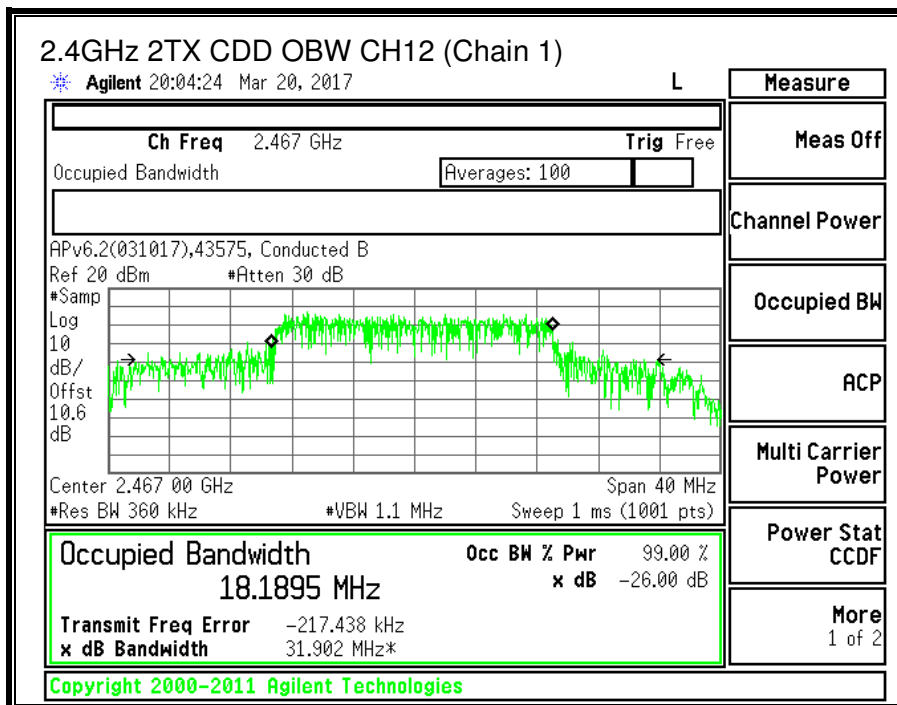 2.4GHz 2TX CDD OBW CH12 (Chain 1)
Agilent 20:04:24 Mar 20, 2017 L
Measure
Ch Freq 2.467 GHz Trig Free
Meas Off
Occupied Bandwidth Averages: 100
Channel Power
APv6.2(031017),43575, Conducted B
Ref 20 dBm #Atten 30 dB
#Samp
Log
10
dB/
Offst
10.6
dB
Occupied BW
ACP
Multi Carrier
Power
Center 2.467 00 GHz Span 40 MHz
#Res BW 360 kHz #VBW 1.1 MHz Sweep 1 ms (1001 pts)
Power Stat
CCDF
Occupied Bandwidth Occ BW % Pwr 99.00 %
18.1895 MHz x dB -26.00 dB
Transmit Freq Error -217.438 kHz
x dB Bandwidth 31.902 MHz*
More
1 of 2
Copyright 2000-2011 Agilent Technologies